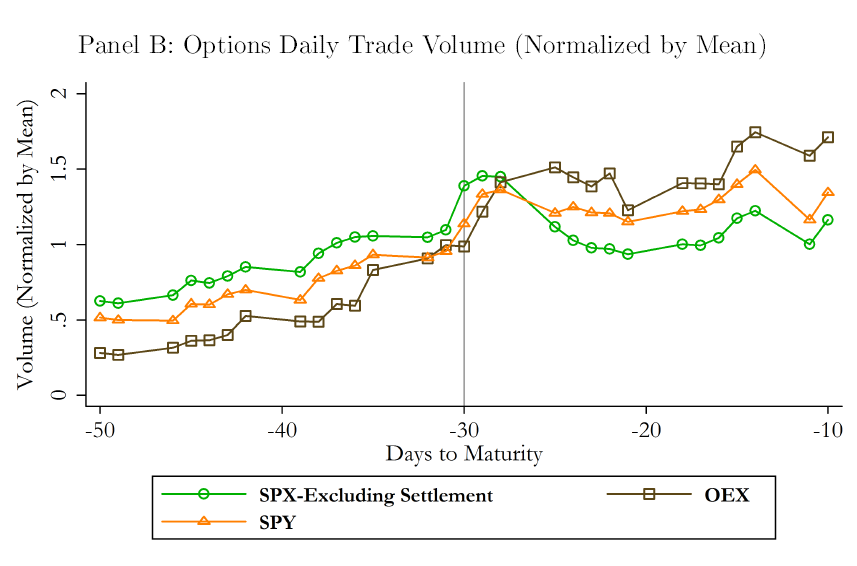 Panel B: Options Daily Trade Volume (Normalized by Mean)
Volume (Normalized by Mean)
2
1.5
1
.5
0
-50 -40 -30 -20 -10
Days to Maturity
SPX-Excluding Settlement OEX
SPY